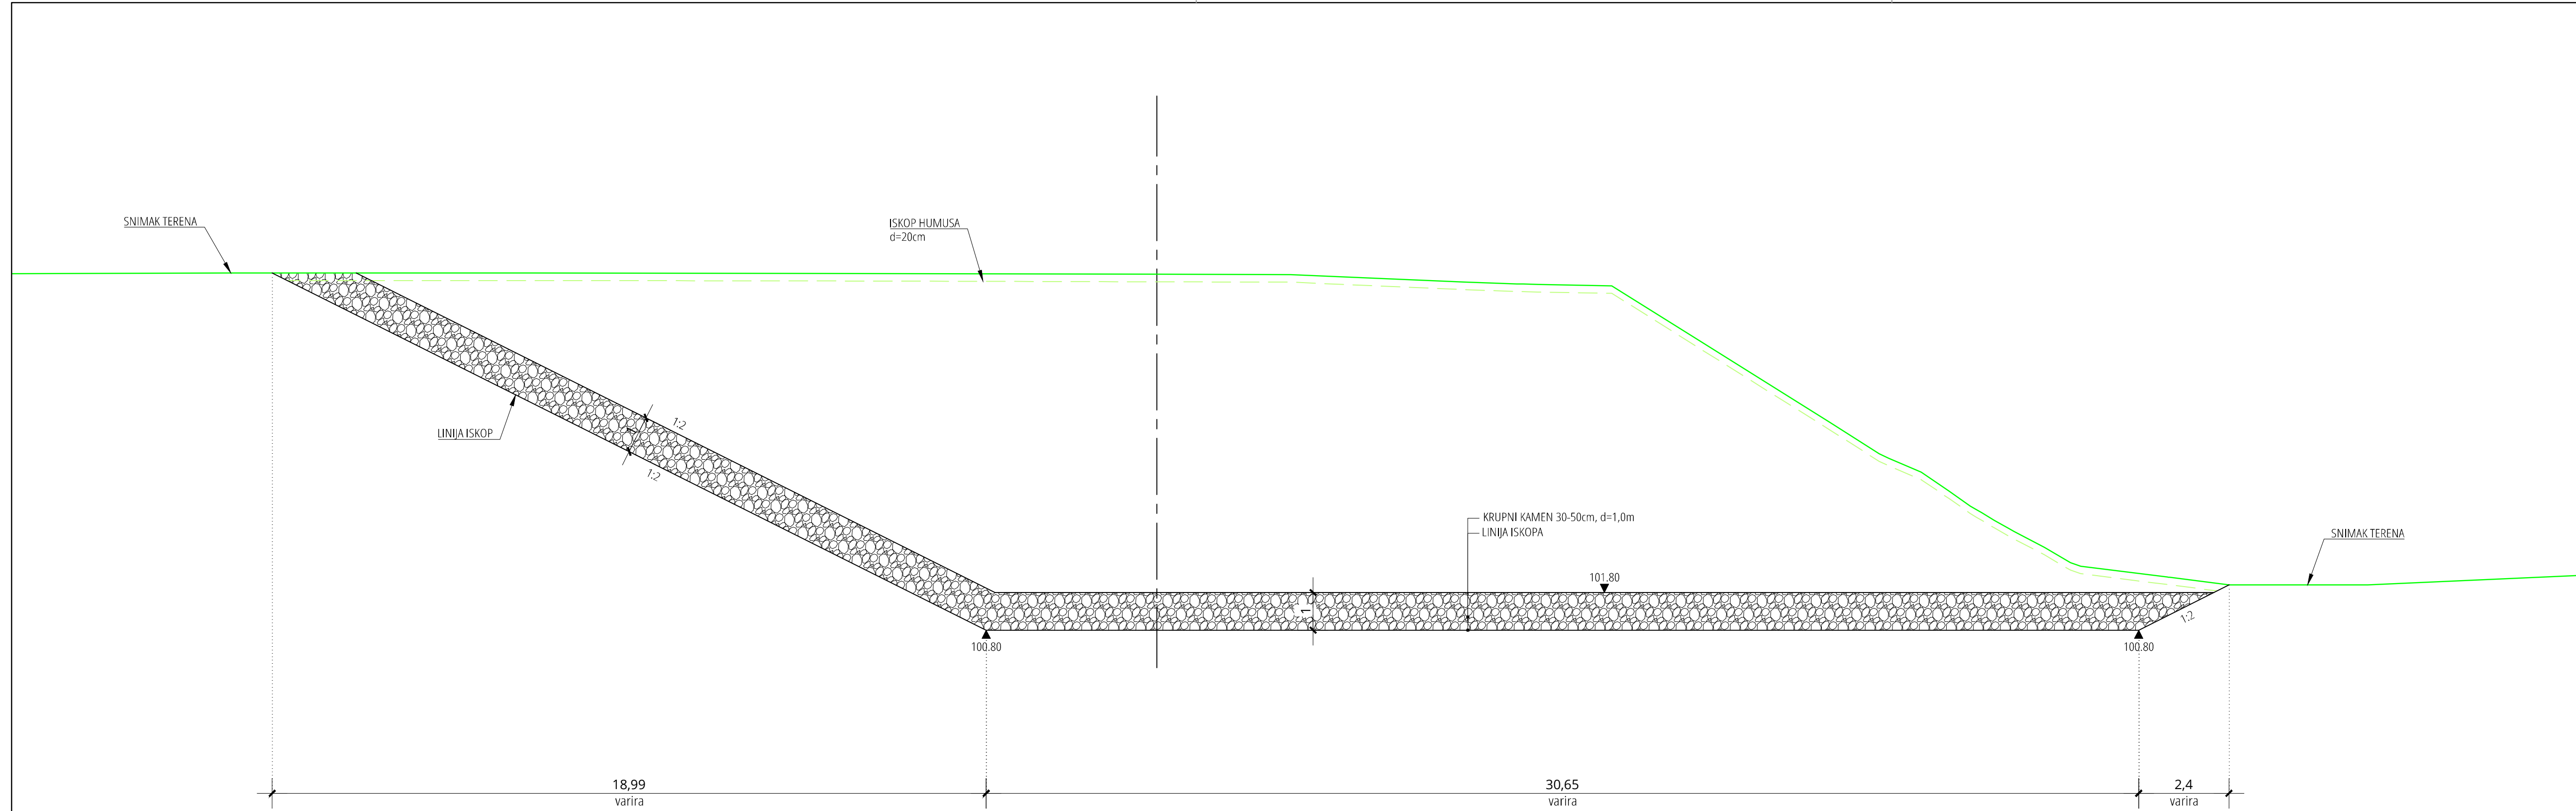 SNIMAK TERENA
ISKOP HUMUSA
d=20cm
LINIJA ISKOP
1:2
1
1:2
KRUPNI KAMEN 30-50cm, d=1,0m
LINIJA ISKOPA
SNIMAK TERENA
101.80
1
1:2
100.80
100.80
18,99
varira
30,65
varira
2,4
varira